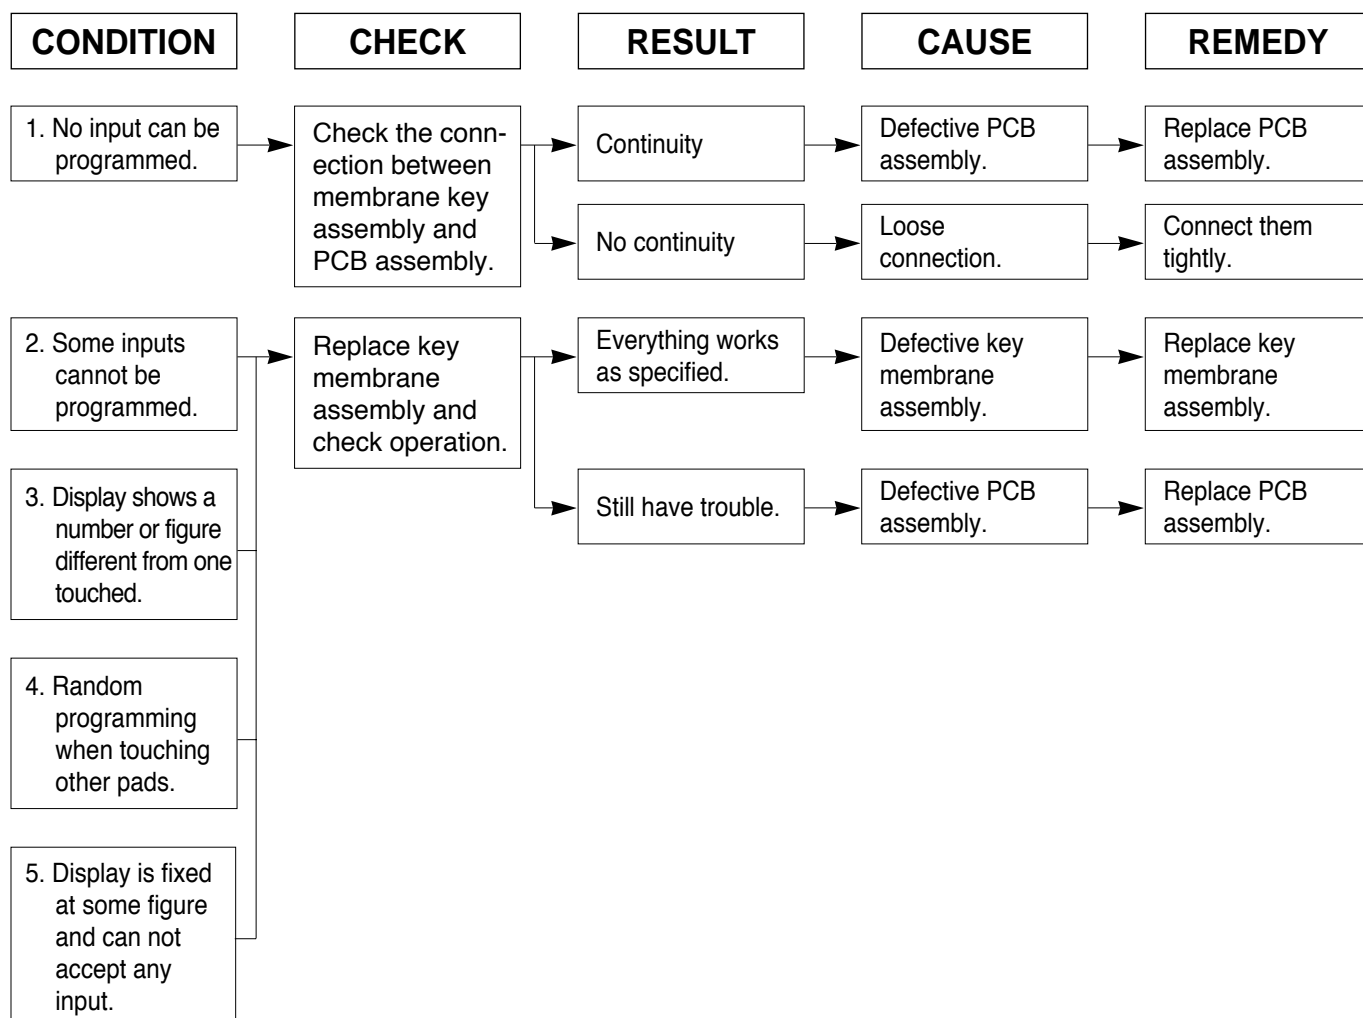 CONDITION
CHECK
RESULT
CAUSE
REMEDY
1. No input can be
programmed.
Check the conn-
ection between
membrane key
assembly and
PCB assembly.
Continuity
Defective PCB
assembly.
Replace PCB
assembly.
No continuity
Loose
connection.
Connect them
tightly.
2. Some inputs
cannot be
programmed.
Replace key
membrane
assembly and
check operation.
Everything works
as specified.
Defective key
membrane
assembly.
Replace key
membrane
assembly.
Still have trouble.
Defective PCB
assembly.
Replace PCB
assembly.
3. Display shows a
number or figure
different from one
touched.
4. Random
programming
when touching
other pads.
5. Display is fixed
at some figure
and can not
accept any
input.